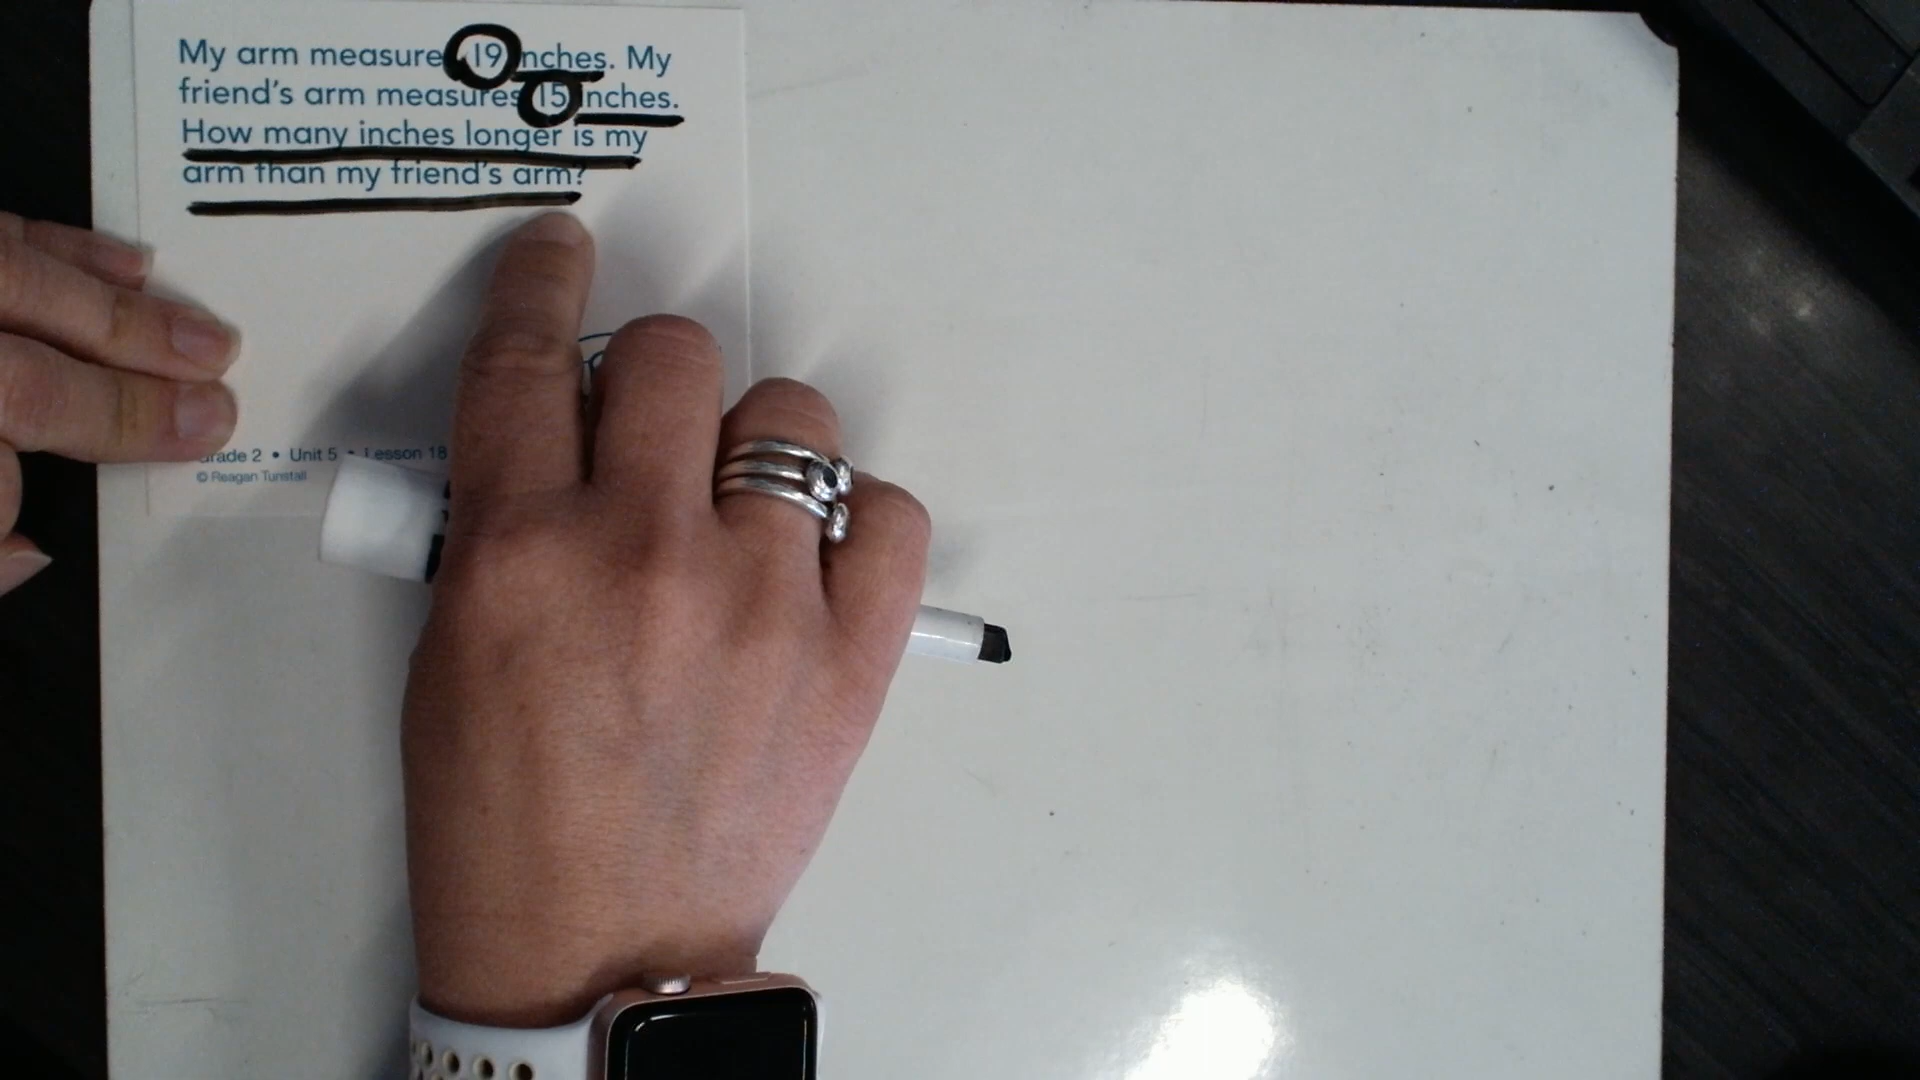 My arm measures 19 inches. My
friend's arm measures 15 inches.
How many inches longer is my
arm than my friend's arm?
Grade 2 • Unit 5 • Lesson 18
© Reagan Tunstall